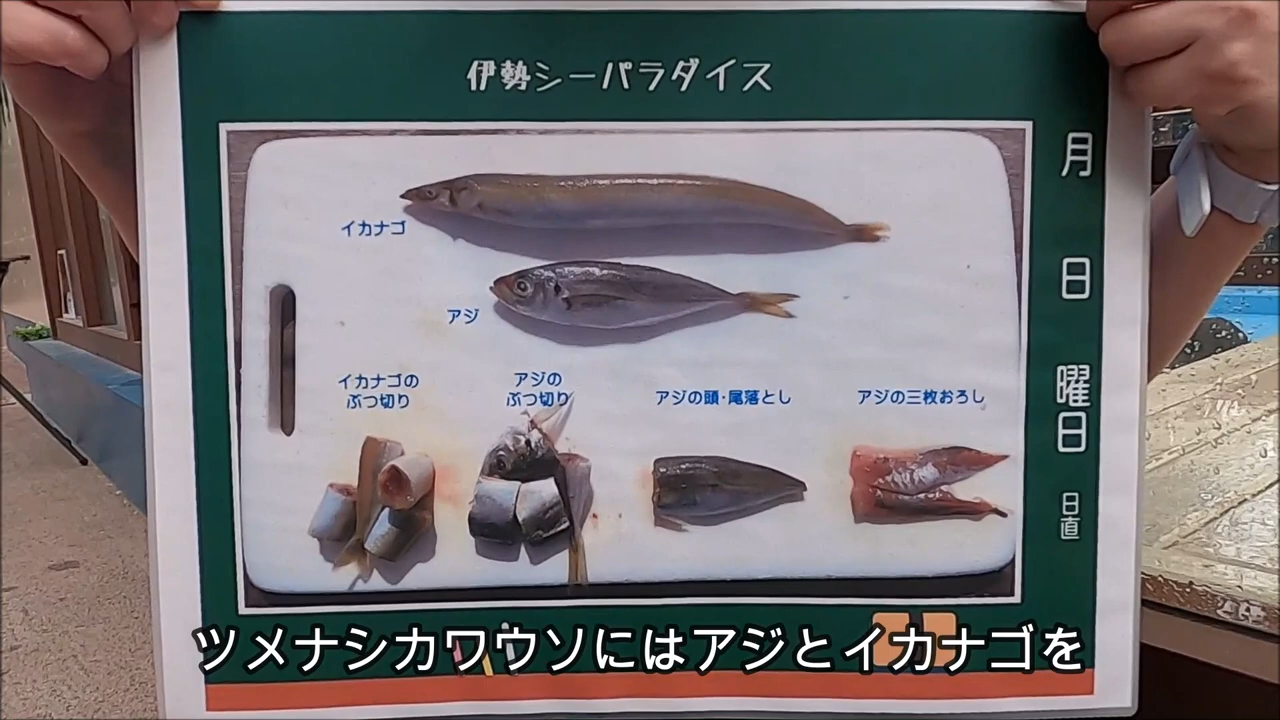 伊勢シーパラダイス
月
日
曜日
日直
イカナゴ
アジ
イカナゴの
ぶつ切り
アジの
ぶつ切り
アジの頭・尾落とし
アジの三枚おろし
ツメナシカワウソにはアジとイカナゴを